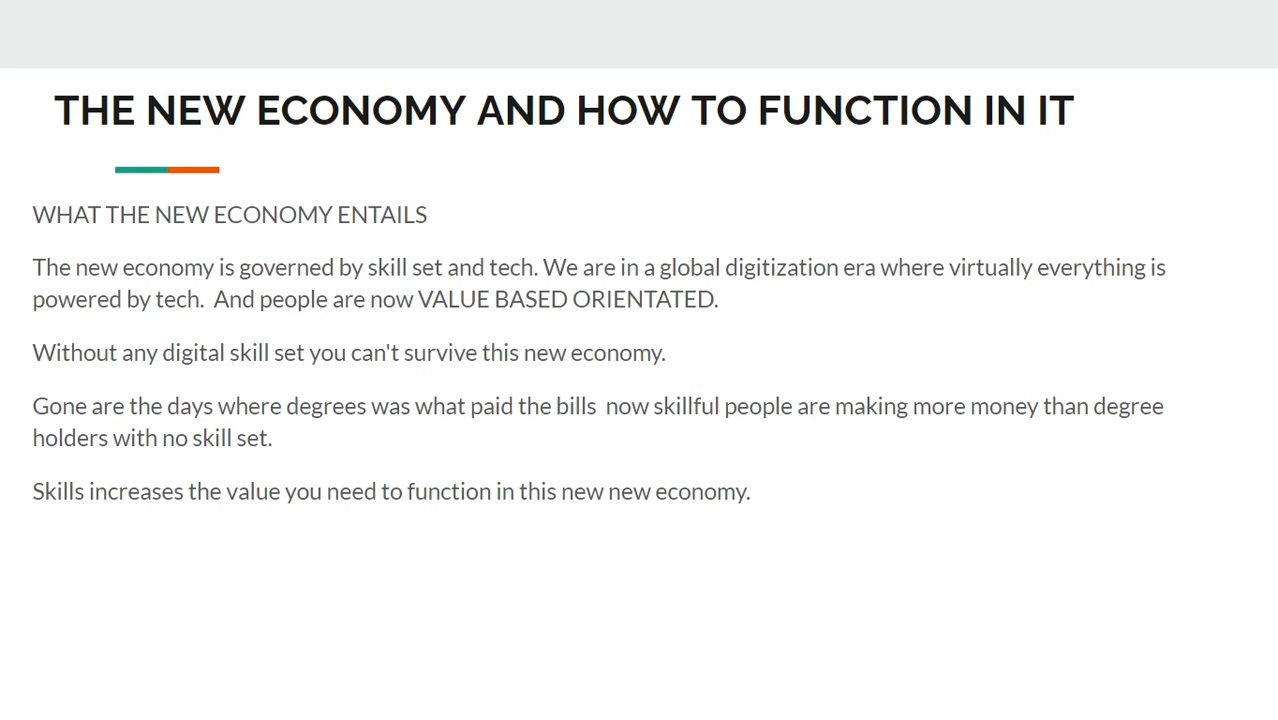 THE NEW ECONOMY AND HOW TO FUNCTION IN IT
WHAT THE NEW ECONOMY ENTAILS
The new economy is governed by skill set and tech. We are in a global digitization era where virtually everything is
powered by tech.  And people are now VALUE BASED ORIENTATED.
Without any digital skill set you can't survive this new economy.
Gone are the days where degrees was what paid the bills  now skillful people are making more money than degree
holders with no skill set.
Skills increases the value you need to function in this new new economy.